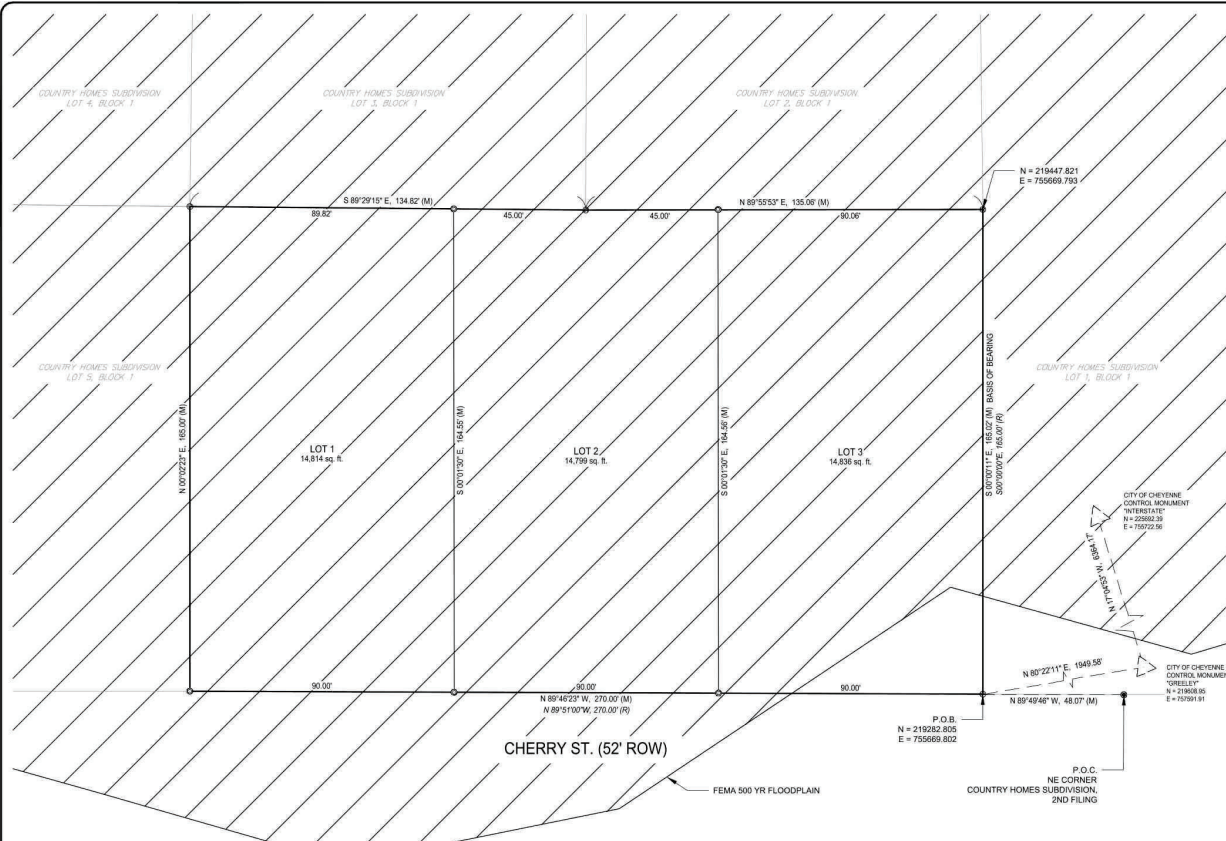 COUNTRY HOMES SUBDIVISION
LOT 4, BLOCK 1
COUNTRY HOMES SUBDIVISION
LOT 3, BLOCK 1
COUNTRY HOMES SUBDIVISION
LOT 2, BLOCK 1
N = 219447.821
E = 755669.793
S 89°29'15" E, 134.82' (M)
N 89°55'53" E, 135.06' (M)
89.82'
45.00'
45.00'
90.06'
COUNTRY HOMES SUBDIVISION
LOT 5, BLOCK 1
COUNTRY HOMES SUBDIVISION
LOT 1, BLOCK 1
N 00°02'23" E, 165.00' (M)
LOT 1
14,814 sq. ft.
S 00°01'30" E, 164.55' (M)
LOT 2
14,799 sq. ft.
S 00°01'30" E, 164.56' (M)
LOT 3
14,836 sq. ft.
S 00°00'11" E, 165.02' (M) BASIS OF BEARING
S00°00'00"E, 165.00' (R)
CITY OF CHEYENNE
CONTROL MONUMENT
"INTERSTATE"
N = 225692.39
E = 755722.56
N 17°04'53" W, 6364.17'
N 80°22'11" E, 1949.58'
CITY OF CHEYENNE
CONTROL MONUMENT
"GREELEY"
N = 219608.95
E = 757591.91
90.00'
90.00'
90.00'
N 89°46'23" W, 270.00' (M)
N 89°51'00"W, 270.00' (R)
N 89°49'46" W, 48.07' (M)
P.O.B.
N = 219282.805
E = 755669.802
CHERRY ST. (52' ROW)
P.O.C.
NE CORNER
COUNTRY HOMES SUBDIVISION,
2ND FILING
FEMA 500 YR FLOODPLAIN